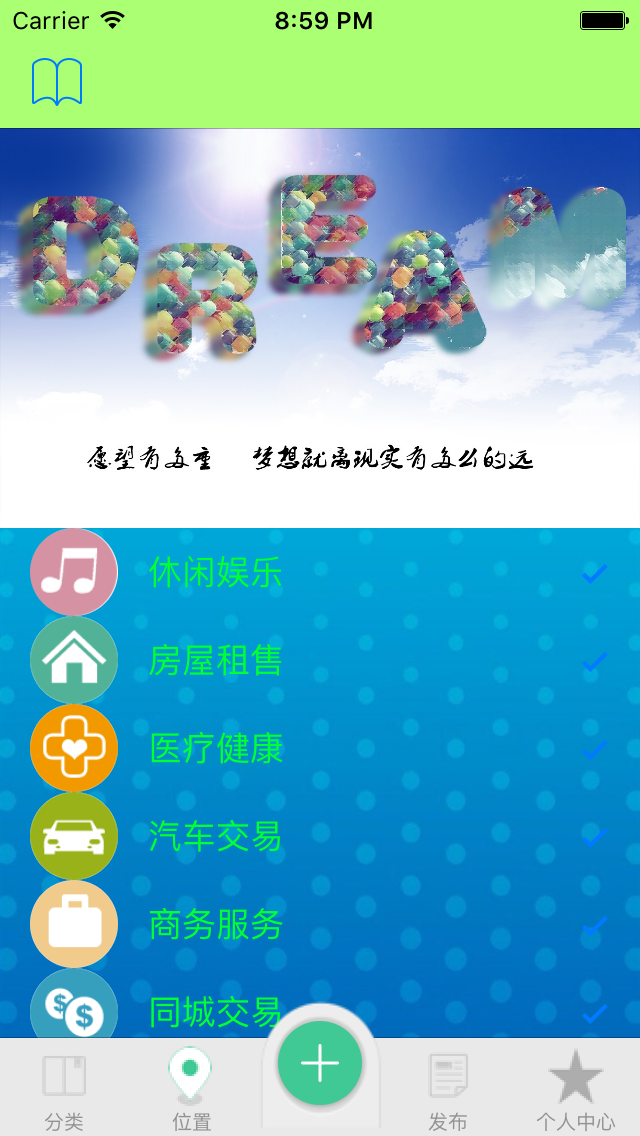 Carrier 8:59 PM
DREAM
愿望有多重 梦想就离现实有多么的远
休闲娱乐
房屋租售
医疗健康
汽车交易
商务服务
同城交易
分类 位置 发布 个人中心